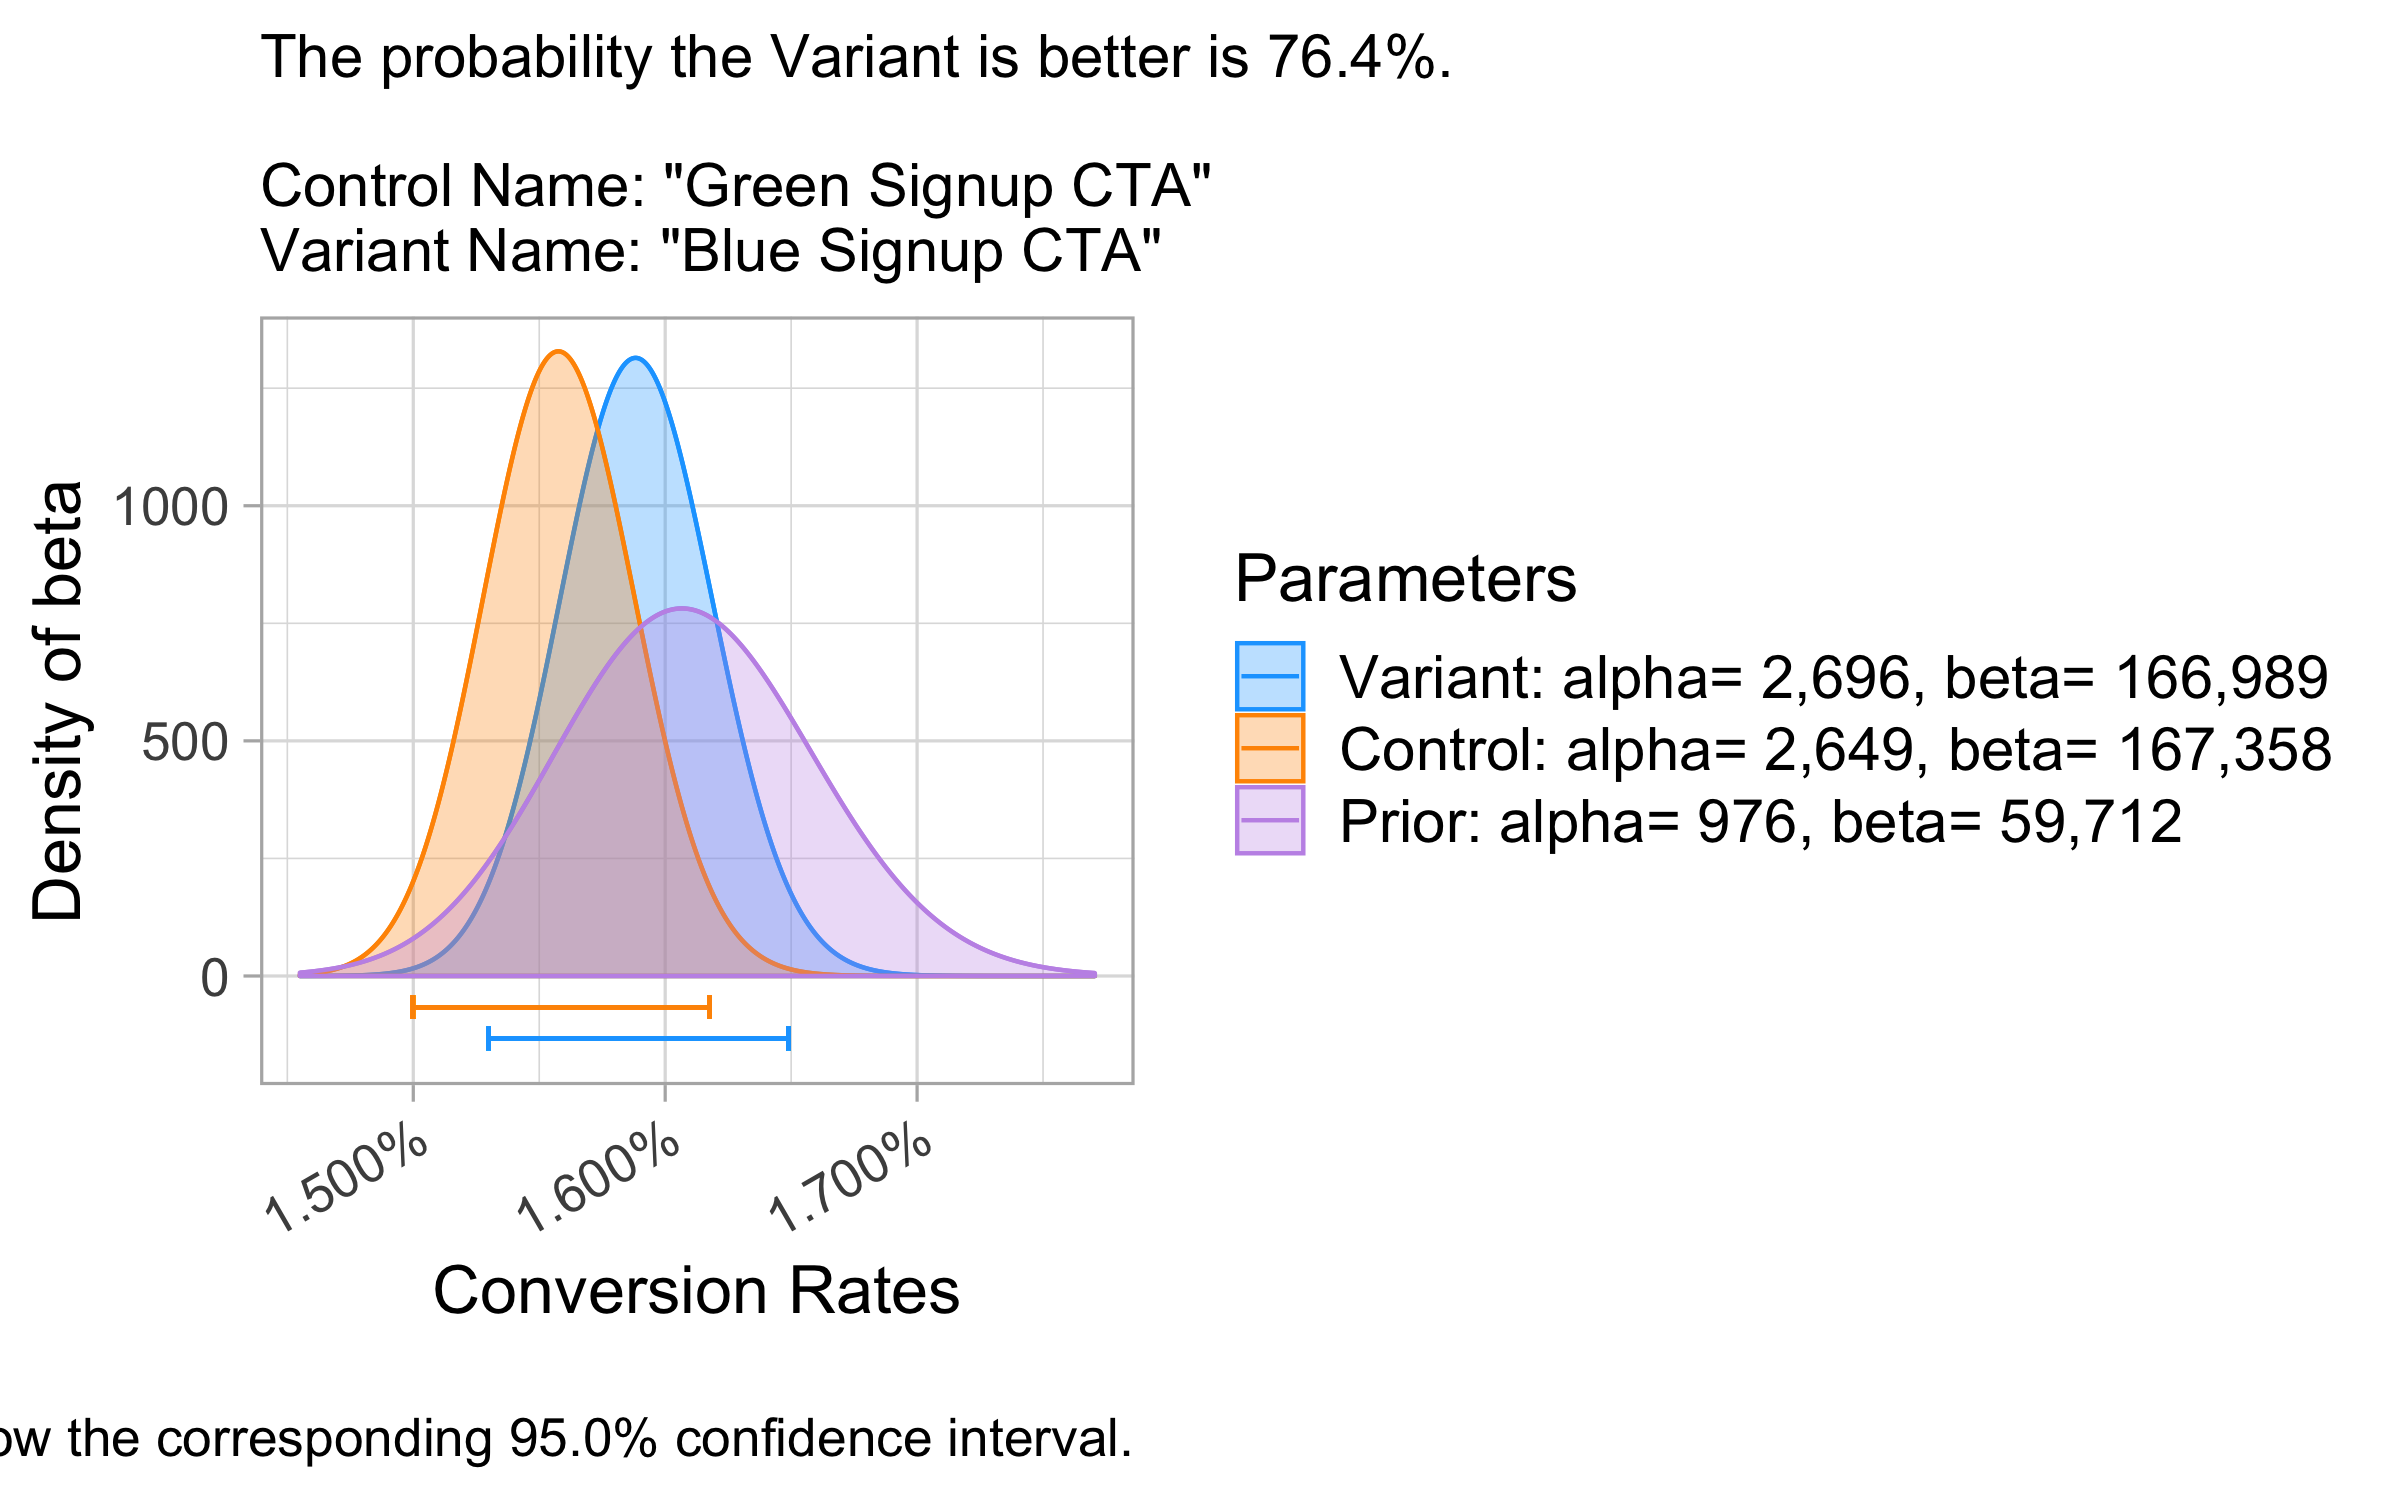 The probability the Variant is better is 76.4%.
Control Name: "Green Signup CTA"
Variant Name: "Blue Signup CTA"
Density of beta
1000
500
0
1.500%
1.600%
1.700%
Conversion Rates
Parameters
Variant: alpha= 2,696, beta= 166,989
Control: alpha= 2,649, beta= 167,358
Prior: alpha= 976, beta= 59,712
the corresponding 95.0% confidence interval.